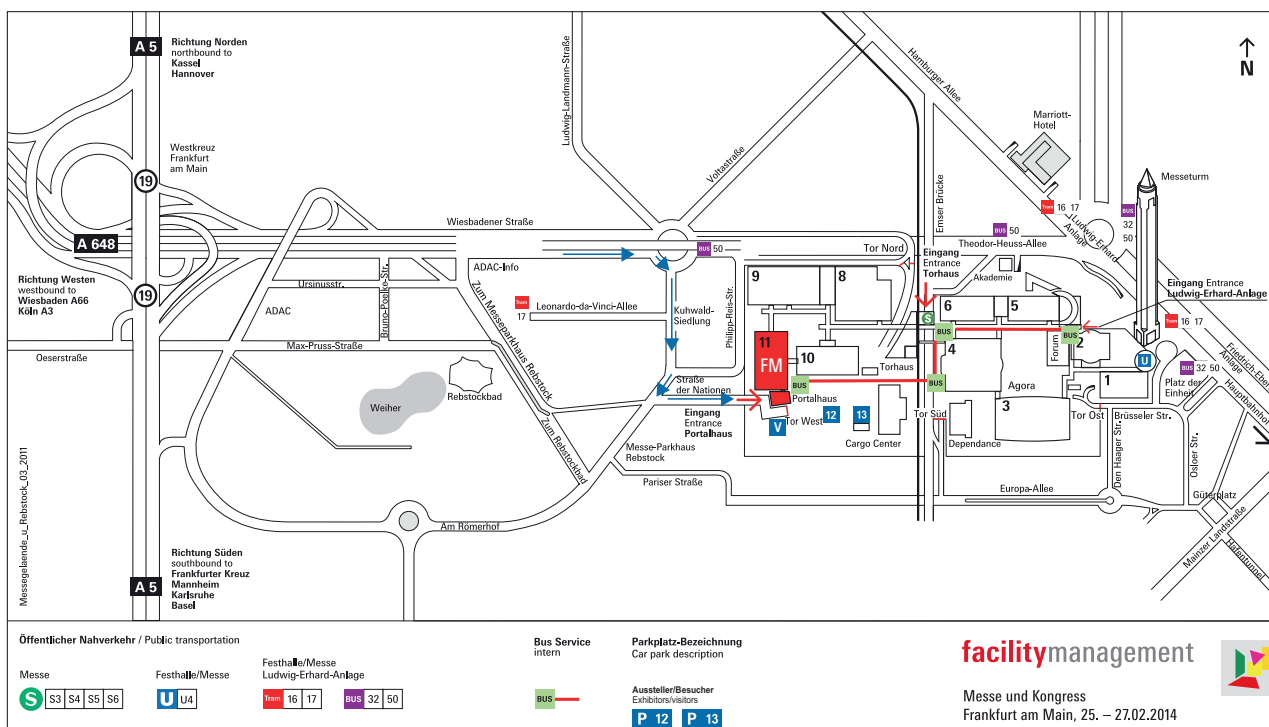 A 5
Richtung Norden
northbound to
Kassel
Hannover
Westkreuz
Frankfurt
am Main
19
A 648
19
Richtung Westen
westbound to
Wiesbaden A66
Köln A3
Oeserstraße
ADAC
Ursinusstr.
Bruno-Poelke-Str.
Max-Pruss-Straße
Weiher
Rebstockbad
Wiesbadener Straße
ADAC-Info
Zum Messeparkhaus Rebstock
Zum Rebstockbad
Tram
17
Leonardo-da-Vinci-Allee
Ludwig-Landmann-Straße
Voltastraße
BUS 50
Kuhwald-
Siedlung
Philipp-Reis-Str.
Straße
der Nationen
Eingang
Entrance
Portalhaus
Messe-Parkhaus
Rebstock
Pariser Straße
Am Römerhof
Hamburger Allee
Emser Brücke
Marriott-
Hotel
Messeturm
N
Tram 16 17
BUS
32
50
Ludwig-Erhard
Anlage
BUS 50
Theodor-Heuss-Allee
Tor Nord
Eingang
Entrance
Torhaus
Akademie
Eingang Entrance
Ludwig-Erhard-Anlage
Tram 16 17
Friedrich-Ebert
Anlage
Hauptbahnhof
9
8
6
5
S
BUS
BUS
2
U
11
FM
10
4
Forum
Torhaus
BUS
BUS
Agora
1
BUS 32 50
Platz der
Einheit
Portalhaus
Tor West
V
12
13
Cargo Center
Tor Süd
Dependance
3
Tor Ost
Brüsseler Str.
Den Haager Str.
Osloer Str.
Europa-Allee
Güterplatz
Mainzer Landstraße
Hafentunnel
Messegelaende_u_Rebstock_03_2011
A 5
Richtung Süden
southbound to
Frankfurter Kreuz
Mannheim
Karlsruhe
Basel
Öffentlicher Nahverkehr / Public transportation
Messe
S S3 S4 S5 S6
Festhalle/Messe
U U4
Festhalle/Messe
Ludwig-Erhard-Anlage
Tram 16 17
BUS 32 50
Bus Service
intern
BUS
Parkplatz-Bezeichnung
Car park description
Aussteller/Besucher
Exhibitors/visitors
P 12 P 13
facilitymanagement
Messe und Kongress
Frankfurt am Main, 25. – 27.02.2014